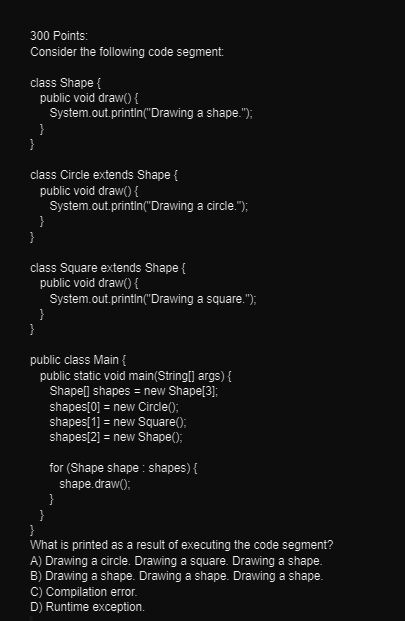 300 Points:
Consider the following code segment:

class Shape {
   public void draw() {
      System.out.println("Drawing a shape.");
   }
}

class Circle extends Shape {
   public void draw() {
      System.out.println("Drawing a circle.");
   }
}

class Square extends Shape {
   public void draw() {
      System.out.println("Drawing a square.");
   }
}

public class Main {
   public static void main(String[] args) {
      Shape[] shapes = new Shape[3];
      shapes[0] = new Circle();
      shapes[1] = new Square();
      shapes[2] = new Shape();

      for (Shape shape : shapes) {
         shape.draw();
      }
   }
}
What is printed as a result of executing the code segment?
A) Drawing a circle. Drawing a square. Drawing a shape.
B) Drawing a shape. Drawing a shape. Drawing a shape.
C) Compilation error.
D) Runtime exception.